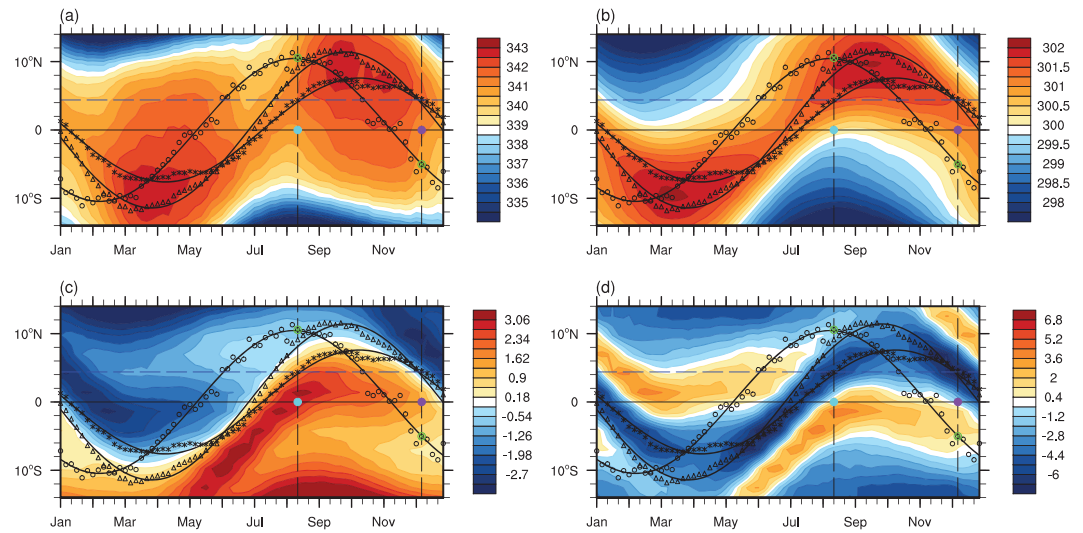 (a)
10°N
0
10°S
Jan Mar May Jul Sep Nov
343
342
341
340
339
338
337
336
335
(b)
10°N
0
10°S
Jan Mar May Jul Sep Nov
302
301.5
301
300.5
300
299.5
299
298.5
298
(c)
10°N
0
10°S
Jan Mar May Jul Sep Nov
3.06
2.34
1.62
0.9
0.18
-0.54
-1.26
-1.98
-2.7
(d)
10°N
0
10°S
Jan Mar May Jul Sep Nov
6.8
5.2
3.6
2
0.4
-1.2
-2.8
-4.4
-6